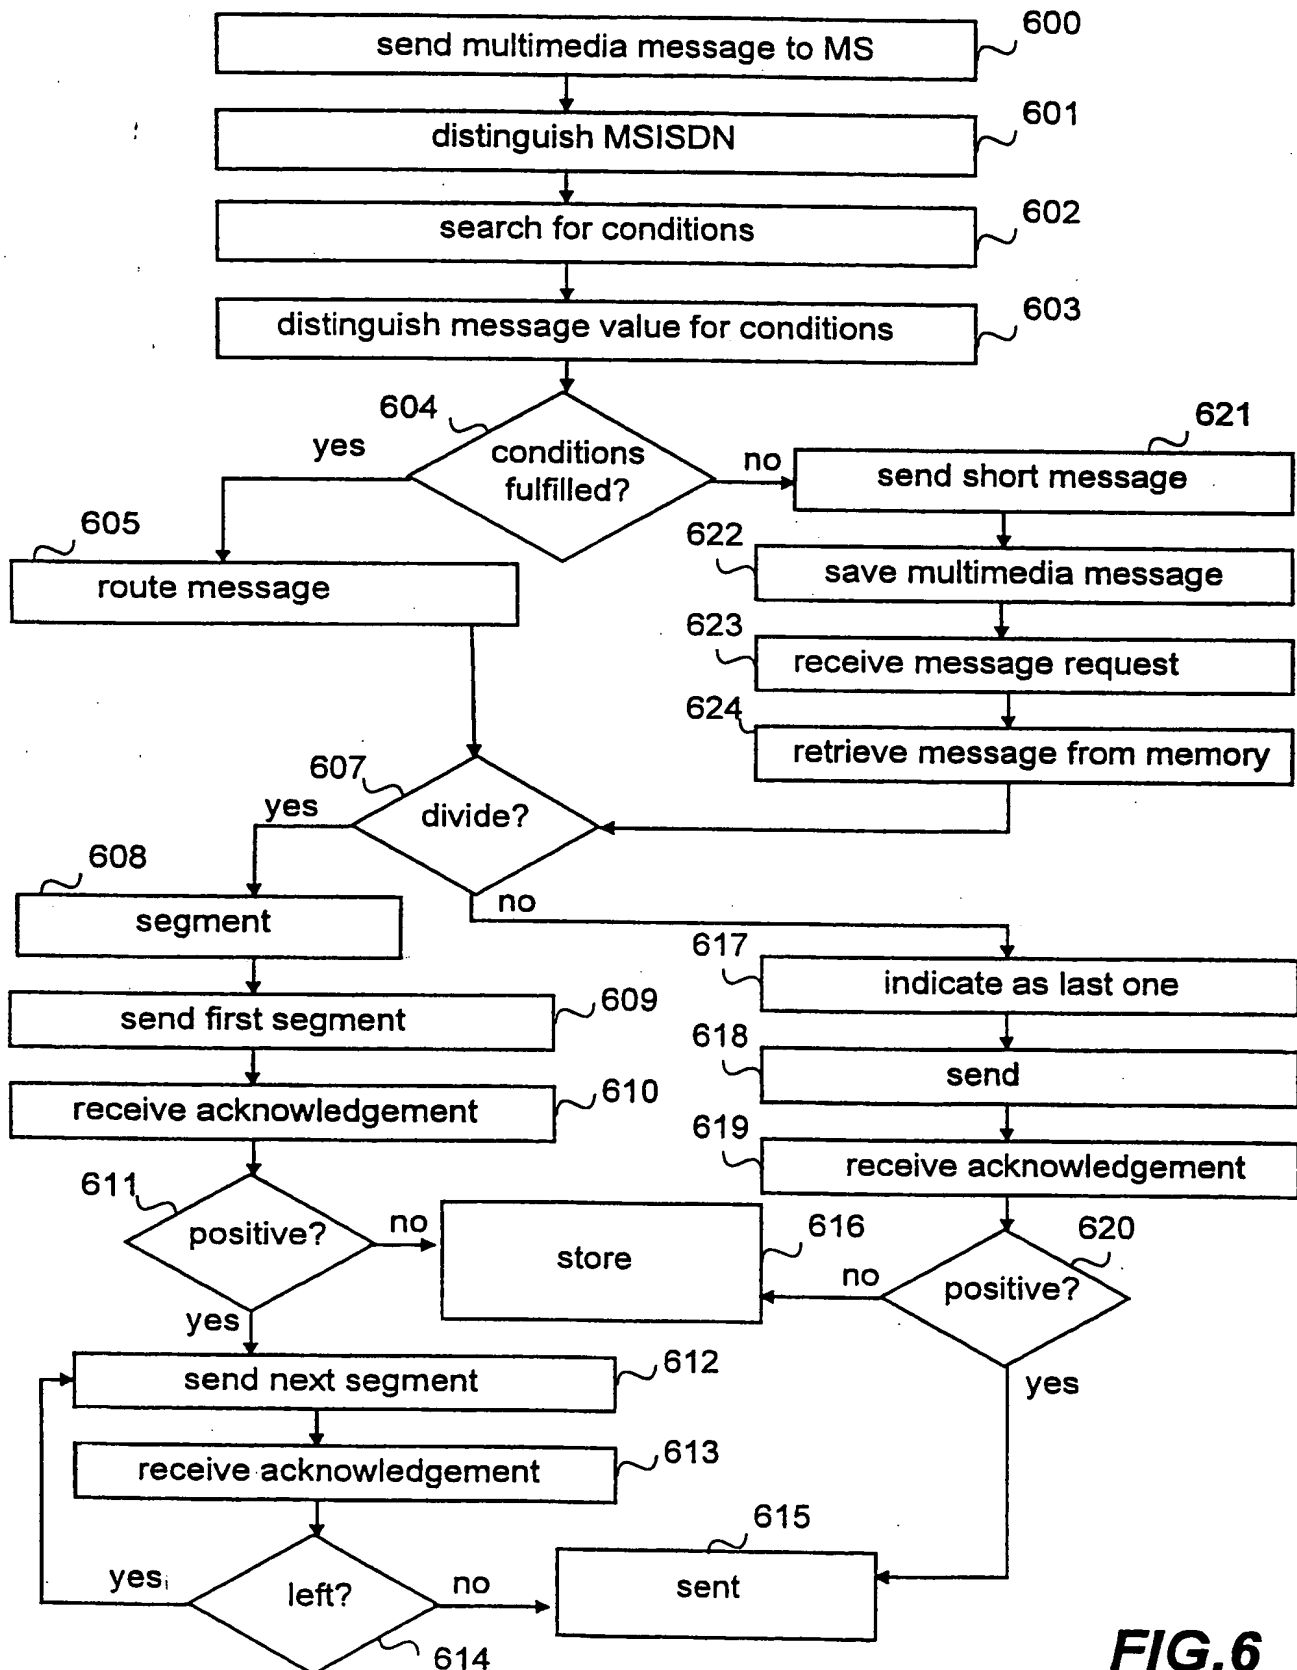 send multimedia message to MS
600
distinguish MSISDN
601
search for conditions
602
distinguish message value for conditions
603
604
yes
conditions
fulfilled?
no
621
send short message
605
route message
622
save multimedia message
623
receive message request
624
retrieve message from memory
607
yes
divide?
no
608
segment
617
indicate as last one
609
send first segment
618
send
610
receive acknowledgement
619
receive acknowledgement
611
positive?
no
store
616
no
positive?
620
yes
yes
send next segment
612
receive acknowledgement
613
615
yes
left?
no
sent
614
FIG.6